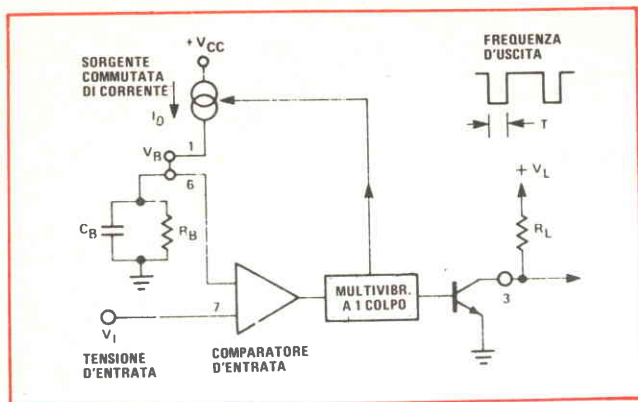 + VCC
SORGENTE
COMMUTATA
DI CORRENTE
IO
1
VB
6
CB
RB
7
VI
TENSIONE
D'ENTRATA
COMPARATORE
D'ENTRATA
MULTIVIBR.
A 1 COLPO
FREQUENZA
D'USCITA
T
+ VL
RL
3